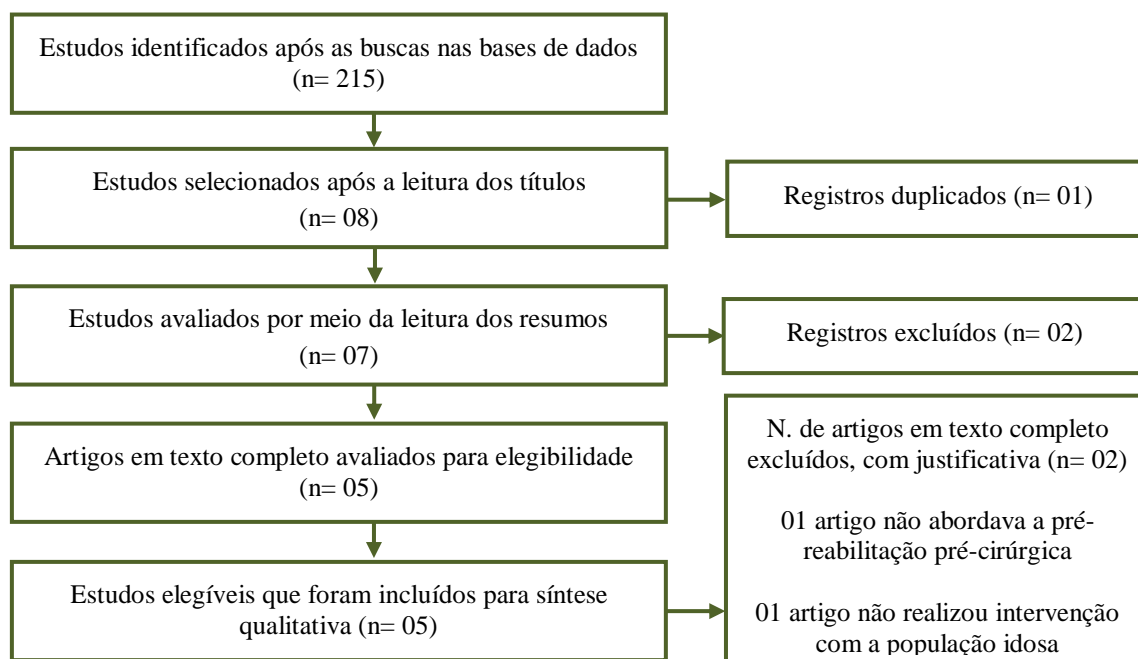 Estudos identificados após as buscas nas bases de dados
(n= 215)
Estudos selecionados após a leitura dos títulos
(n= 08)
Registros duplicados (n= 01)
Estudos avaliados por meio da leitura dos resumos
(n= 07)
Registros excluídos (n= 02)
Artigos em texto completo avaliados para elegibilidade
(n= 05)
Estudos elegíveis que foram incluídos para síntese
qualitativa (n= 05)
N. de artigos em texto completo
excluídos, com justificativa (n= 02)
01 artigo não abordava a pré-
reabilitação pré-cirúrgica
01 artigo não realizou intervenção
com a população idosa